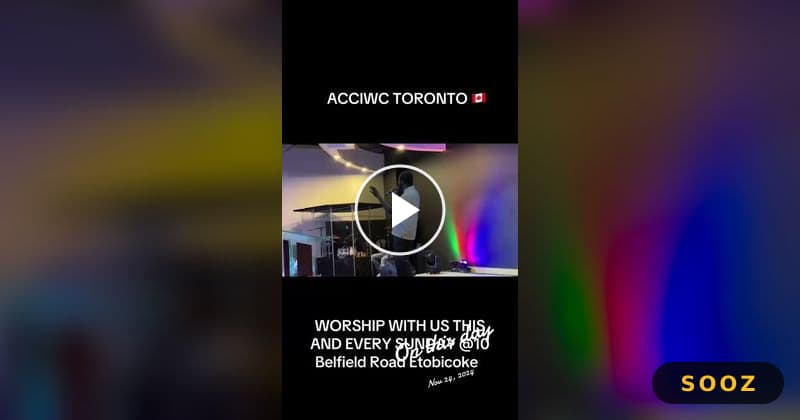 ACCIWC TORONTO 🇨🇦
WORSHIP WITH US THIS
AND EVERY SUNDAY @10
Belfield Road Etobicoke
On this day
Nov 24, 2024
SOOZ